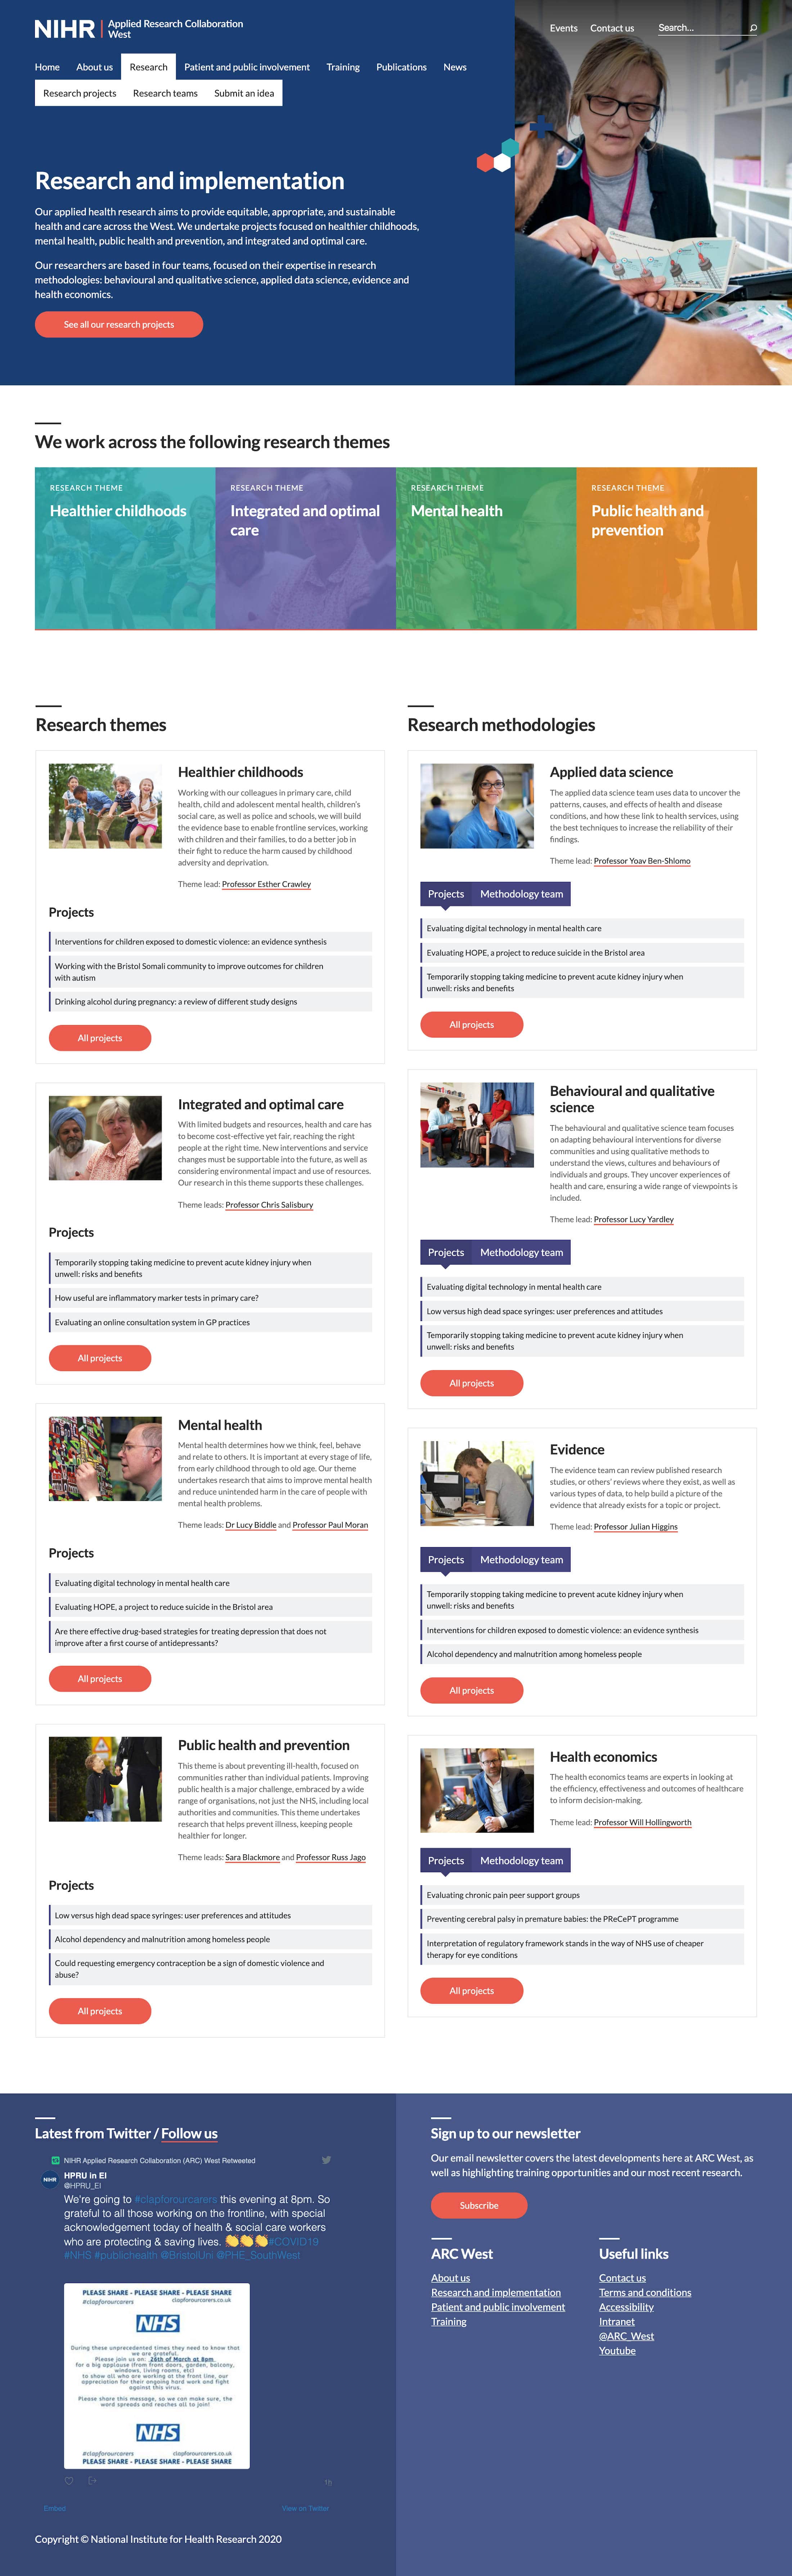 NIHR | Applied Research Collaboration
West
Events Contact us Search...
Home About us Research Patient and public involvement Training Publications News
Research projects Research teams Submit an idea
Research and implementation
Our applied health research aims to provide equitable, appropriate, and sustainable
health and care across the West. We undertake projects focused on healthier childhoods,
mental health, public health and prevention, and integrated and optimal care.
Our researchers are based in four teams, focused on their expertise in research
methodologies: behavioural and qualitative science, applied data science, evidence and
health economics.
See all our research projects
We work across the following research themes
RESEARCH THEME
Healthier childhoods
RESEARCH THEME
Integrated and optimal
care
RESEARCH THEME
Mental health
RESEARCH THEME
Public health and
prevention
Research themes
Healthier childhoods
Working with our colleagues in primary care, child
health, child and adolescent mental health, children's
social care, as well as police and schools, we will build
the evidence base to enable frontline services, working
with children and their families, to do a better job in
their fight to reduce the harm caused by childhood
adversity and deprivation.
Theme lead: Professor Esther Crawley
Projects
Interventions for children exposed to domestic violence: an evidence synthesis
Working with the Bristol Somali community to improve outcomes for children
with autism
Drinking alcohol during pregnancy: a review of different study designs
All projects
Integrated and optimal care
With limited budgets and resources, health and care has
to become cost-effective yet fair, reaching the right
people at the right time. New interventions and service
changes must be supportable into the future, as well as
considering environmental impact and use of resources.
Our research in this theme supports these challenges.
Theme leads: Professor Chris Salisbury
Projects
Temporarily stopping taking medicine to prevent acute kidney injury when
unwell: risks and benefits
How useful are inflammatory marker tests in primary care?
Evaluating an online consultation system in GP practices
All projects
Mental health
Mental health determines how we think, feel, behave
and relate to others. It is important at every stage of life,
from early childhood through to old age. Our theme
undertakes research that aims to improve mental health
and reduce unintended harm in the care of people with
mental health problems.
Theme leads: Dr Lucy Biddle and Professor Paul Moran
Projects
Evaluating digital technology in mental health care
Evaluating HOPE, a project to reduce suicide in the Bristol area
Are there effective drug-based strategies for treating depression that does not
improve after a first course of antidepressants?
All projects
Public health and prevention
This theme is about preventing ill-health, focused on
communities rather than individual patients. Improving
public health is a major challenge, embraced by a wide
range of organisations, not just the NHS, including local
authorities and communities. This theme undertakes
research that helps prevent illness, keeping people
healthier for longer.
Theme leads: Sara Blackmore and Professor Russ Jago
Projects
Low versus high dead space syringes: user preferences and attitudes
Alcohol dependency and malnutrition among homeless people
Could requesting emergency contraception be a sign of domestic violence and
abuse?
All projects
Research methodologies
Applied data science
The applied data science team uses data to uncover the
patterns, causes, and effects of health and disease
conditions, and how these link to health services, using
the best techniques to increase the reliability of their
findings.
Theme lead: Professor Yoav Ben-Shlomo
Projects Methodology team
Evaluating digital technology in mental health care
Evaluating HOPE, a project to reduce suicide in the Bristol area
Temporarily stopping taking medicine to prevent acute kidney injury when
unwell: risks and benefits
All projects
Behavioural and qualitative
science
The behavioural and qualitative science team focuses
on adapting behavioural interventions for diverse
communities and using qualitative methods to
understand the views, cultures and behaviours of
individuals and groups. They uncover experiences of
health and care, ensuring a wide range of viewpoints is
included.
Theme lead: Professor Lucy Yardley
Projects Methodology team
Evaluating digital technology in mental health care
Low versus high dead space syringes: user preferences and attitudes
Temporarily stopping taking medicine to prevent acute kidney injury when
unwell: risks and benefits
All projects
Evidence
The evidence team can review published research
studies, or others' reviews where they exist, as well as
various types of data, to help build a picture of the
evidence that already exists for a topic or project.
Theme lead: Professor Julian Higgins
Projects Methodology team
Temporarily stopping taking medicine to prevent acute kidney injury when
unwell: risks and benefits
Interventions for children exposed to domestic violence: an evidence synthesis
Alcohol dependency and malnutrition among homeless people
All projects
Health economics
The health economics teams are experts in looking at
the efficiency, effectiveness and outcomes of healthcare
to inform decision-making.
Theme lead: Professor Will Hollingworth
Projects Methodology team
Evaluating chronic pain peer support groups
Preventing cerebral palsy in premature babies: the PReCePT programme
Interpretation of regulatory framework stands in the way of NHS use of cheaper
therapy for eye conditions
All projects
Latest from Twitter / Follow us
NIHR Applied Research Collaboration (ARC) West Retweeted
NIHR
HPRU in EI
@HPRU_EI
We're going to #clapforourcarers this evening at 8pm. So
grateful to all those working on the frontline, with special
acknowledgement today of health & social care workers
who are protecting & saving lives. 👏👏👏#COVID19
#NHS #publichealth @BristolUni @PHE_SouthWest
PLEASE SHARE - PLEASE SHARE - PLEASE SHARE
#clapforourcarers clapforourcarers.co.uk
NHS
During these unprecedented times they need to know that
we are grateful.
Please join us on: 26th of March at 8pm
for a big applause (from front doors, garden, balcony,
windows, living rooms, etc)
to show all who are working at the front line, our
appreciation for their ongoing hard work and fight
against this virus.
Please share this message, so we can make sure, the
word spreads and reaches all to join!
NHS
#clapforourcarers clapforourcarers.co.uk
PLEASE SHARE - PLEASE SHARE - PLEASE SHARE
Embed View on Twitter
Copyright © National Institute for Health Research 2020
Sign up to our newsletter
Our email newsletter covers the latest developments here at ARC West, as
well as highlighting training opportunities and our most recent research.
Subscribe
ARC West
About us
Research and implementation
Patient and public involvement
Training
Useful links
Contact us
Terms and conditions
Accessibility
Intranet
@ARC_West
Youtube